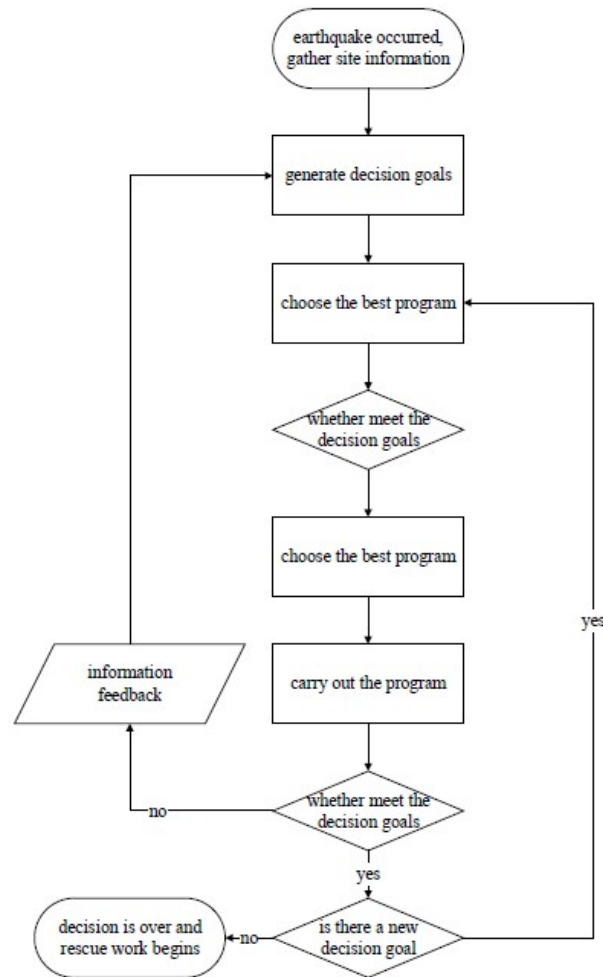 earthquake occurred,
gather site information
generate decision goals
choose the best program
whether meet the
decision goals
choose the best program
yes
information
feedback
carry out the program
whether meet the
decision goals
no
yes
decision is over and
rescue work begins
no
is there a new
decision goal